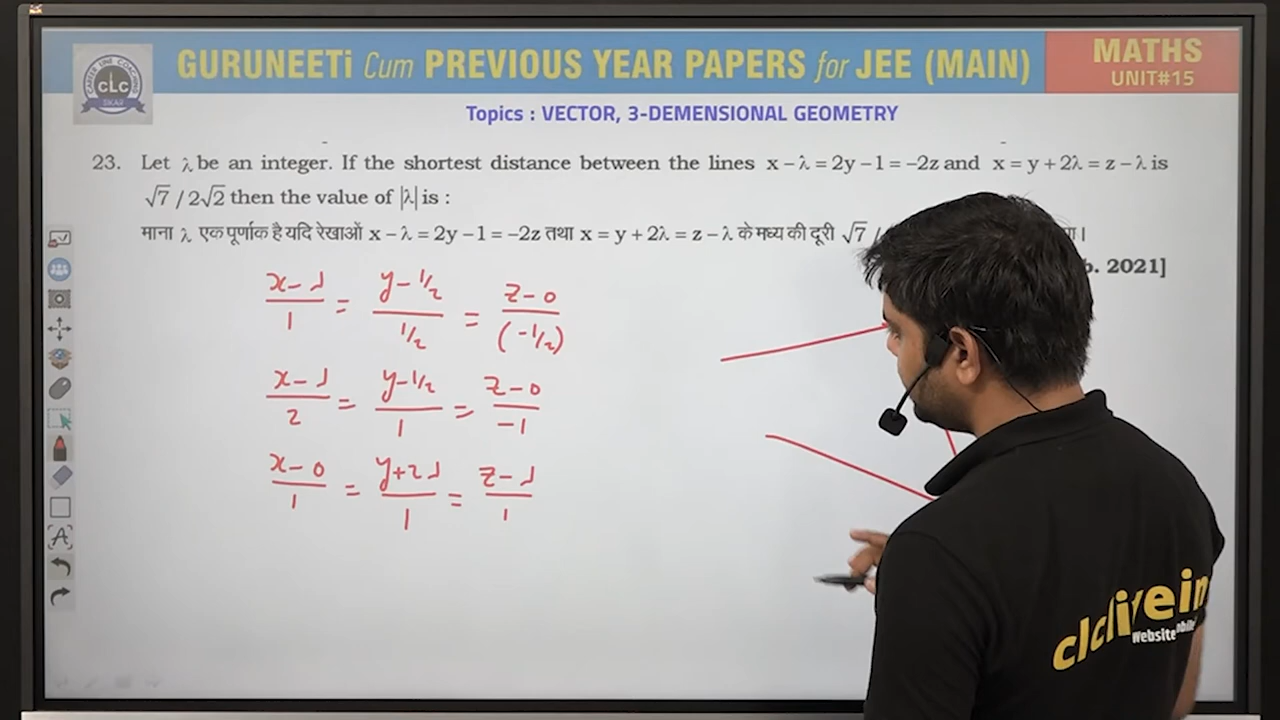 GURUNEETi Cum PREVIOUS YEAR PAPERS for JEE (MAIN)
MATHS
UNIT#15
CLC
SIKAR
Topics : VECTOR, 3-DEMENSIONAL GEOMETRY
23. Let λ be an integer. If the shortest distance between the lines x – λ = 2y – 1 = –2z and x = y + 2λ = z – λ is
√7 / 2√2 then the value of |λ| is :
माना λ एक पूर्णाक है यदि रेखाओं x – λ = 2y – 1 = –2z तथा x = y + 2λ = z – λ के मध्य की दूरी √7 /
2021]
(x-λ)/1 = (y-1/2)/(1/2) = (z-0)/(-1/2)
(x-λ)/2 = (y-1/2)/1 = (z-0)/-1
(x-0)/1 = (y+2λ)/1 = (z-λ)/1
clclive.in
Website